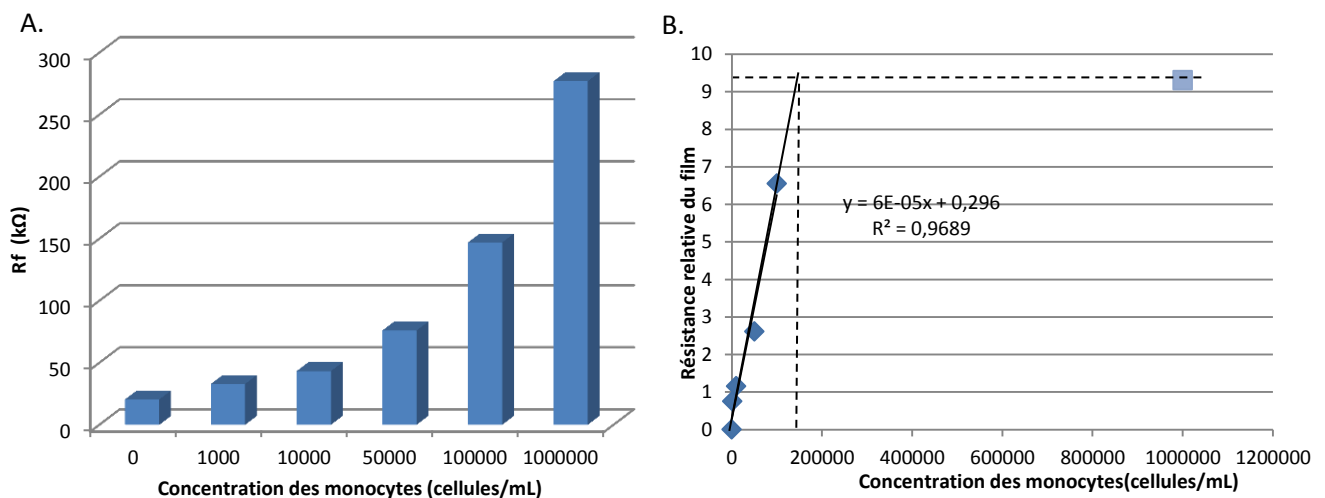 A.
300
250
200
150
100
50
0
Rf (kΩ)
0 1000 10000 50000 100000 1000000
Concentration des monocytes (cellules/mL)
B.
10
9
8
7
6
5
4
3
2
1
0
Résistance relative du film
y = 6E-05x + 0,296
R² = 0,9689
0 200000 400000 600000 800000 1000000 1200000
Concentration des monocytes(cellules/mL)